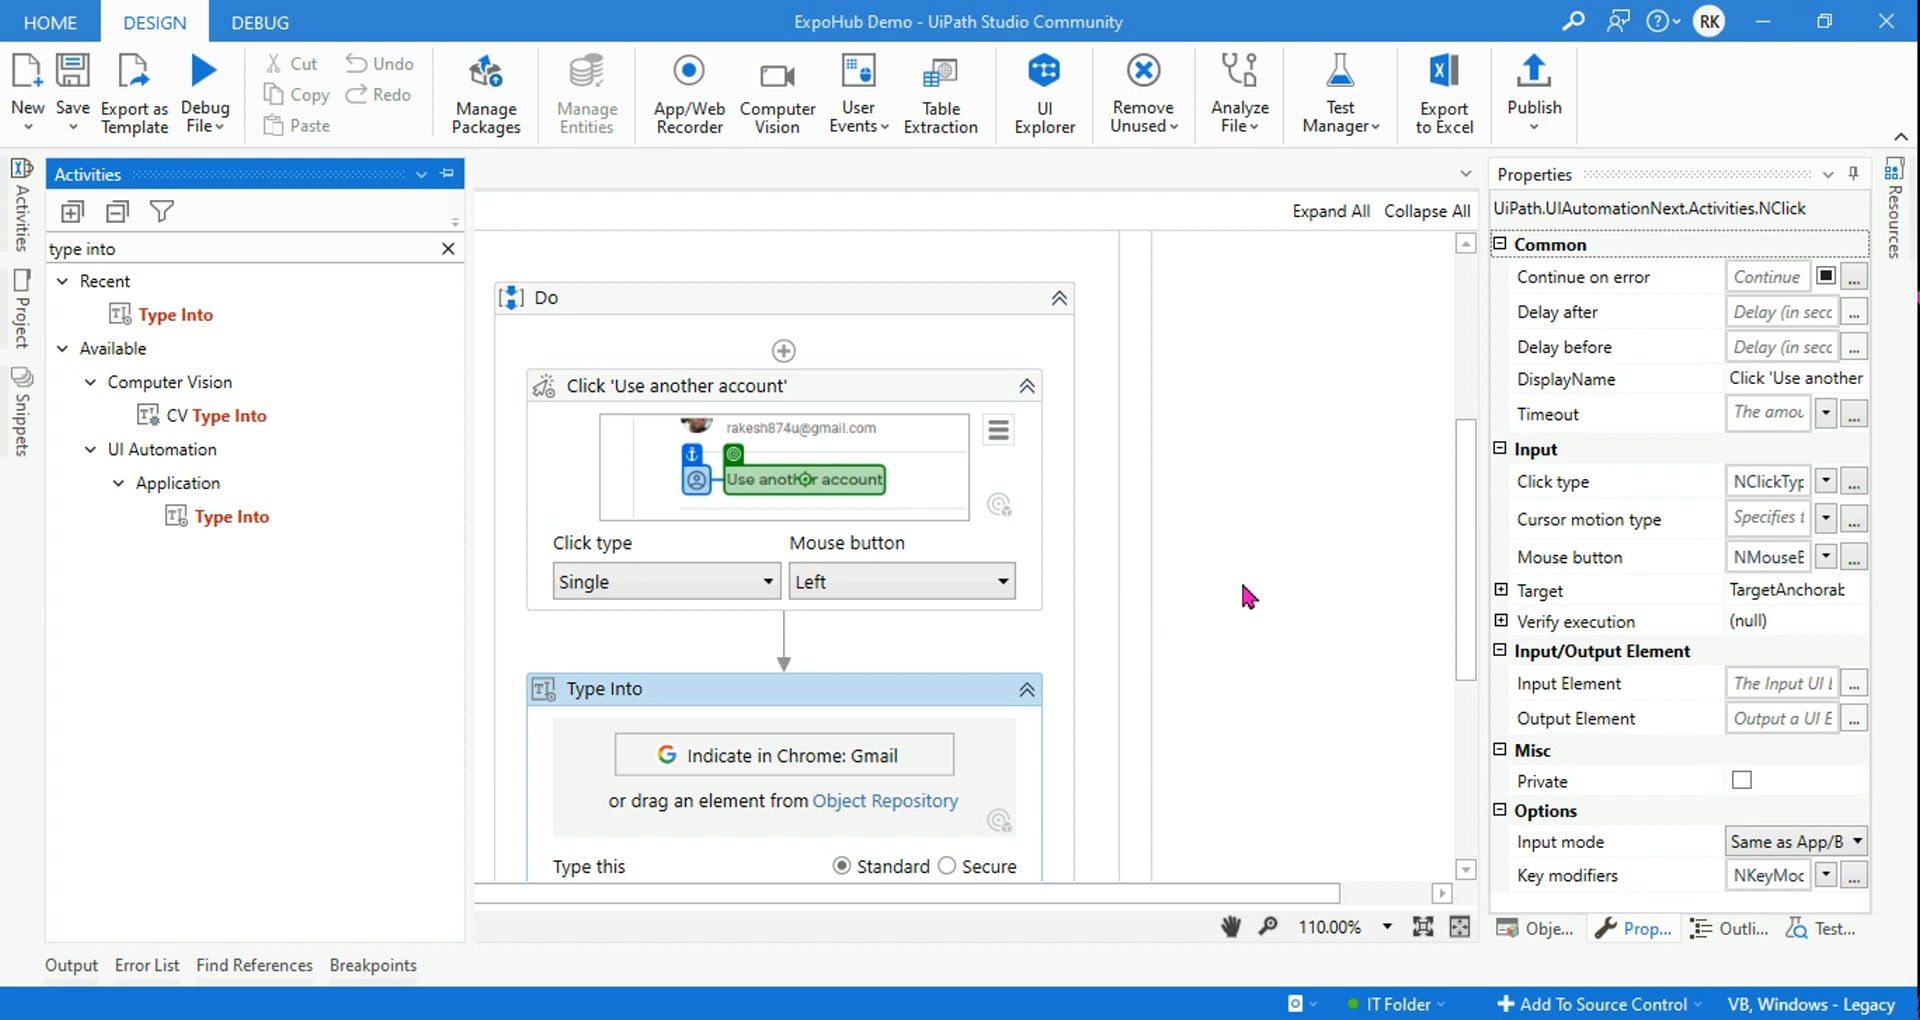 HOME DESIGN DEBUG ExpoHub Demo - UiPath Studio Community RK
New Save Export as Template Debug File
Cut Copy Paste Undo Redo
Manage Packages
Manage Entities
App/Web Recorder
Computer Vision
User Events
Table Extraction
UI Explorer
Remove Unused
Analyze File
Test Manager
Export to Excel
Publish
Activities
Project
Snippets
Activities
type into
Recent
Type Into
Available
Computer Vision
CV Type Into
UI Automation
Application
Type Into
Expand All Collapse All
Do
Click 'Use another account'
rakesh874u@gmail.com
Use another account
Click type Mouse button
Single Left
Type Into
Indicate in Chrome: Gmail
or drag an element from Object Repository
Type this Standard Secure
110.00%
Properties
UiPath.UIAutomationNext.Activities.NClick
Common
Continue on error Continue ...
Delay after Delay (in secc ...
Delay before Delay (in secc ...
DisplayName Click 'Use another
Timeout The amou ...
Input
Click type NClickTyp ...
Cursor motion type Specifies t ...
Mouse button NMouseE ...
Target TargetAnchorab
Verify execution (null)
Input/Output Element
Input Element The Input UI E ...
Output Element Output a UI E ...
Misc
Private
Options
Input mode Same as App/B
Key modifiers NKeyMoc ...
Obje... Prop... Outli... Test...
Resources
Output Error List Find References Breakpoints
IT Folder Add To Source Control VB, Windows - Legacy